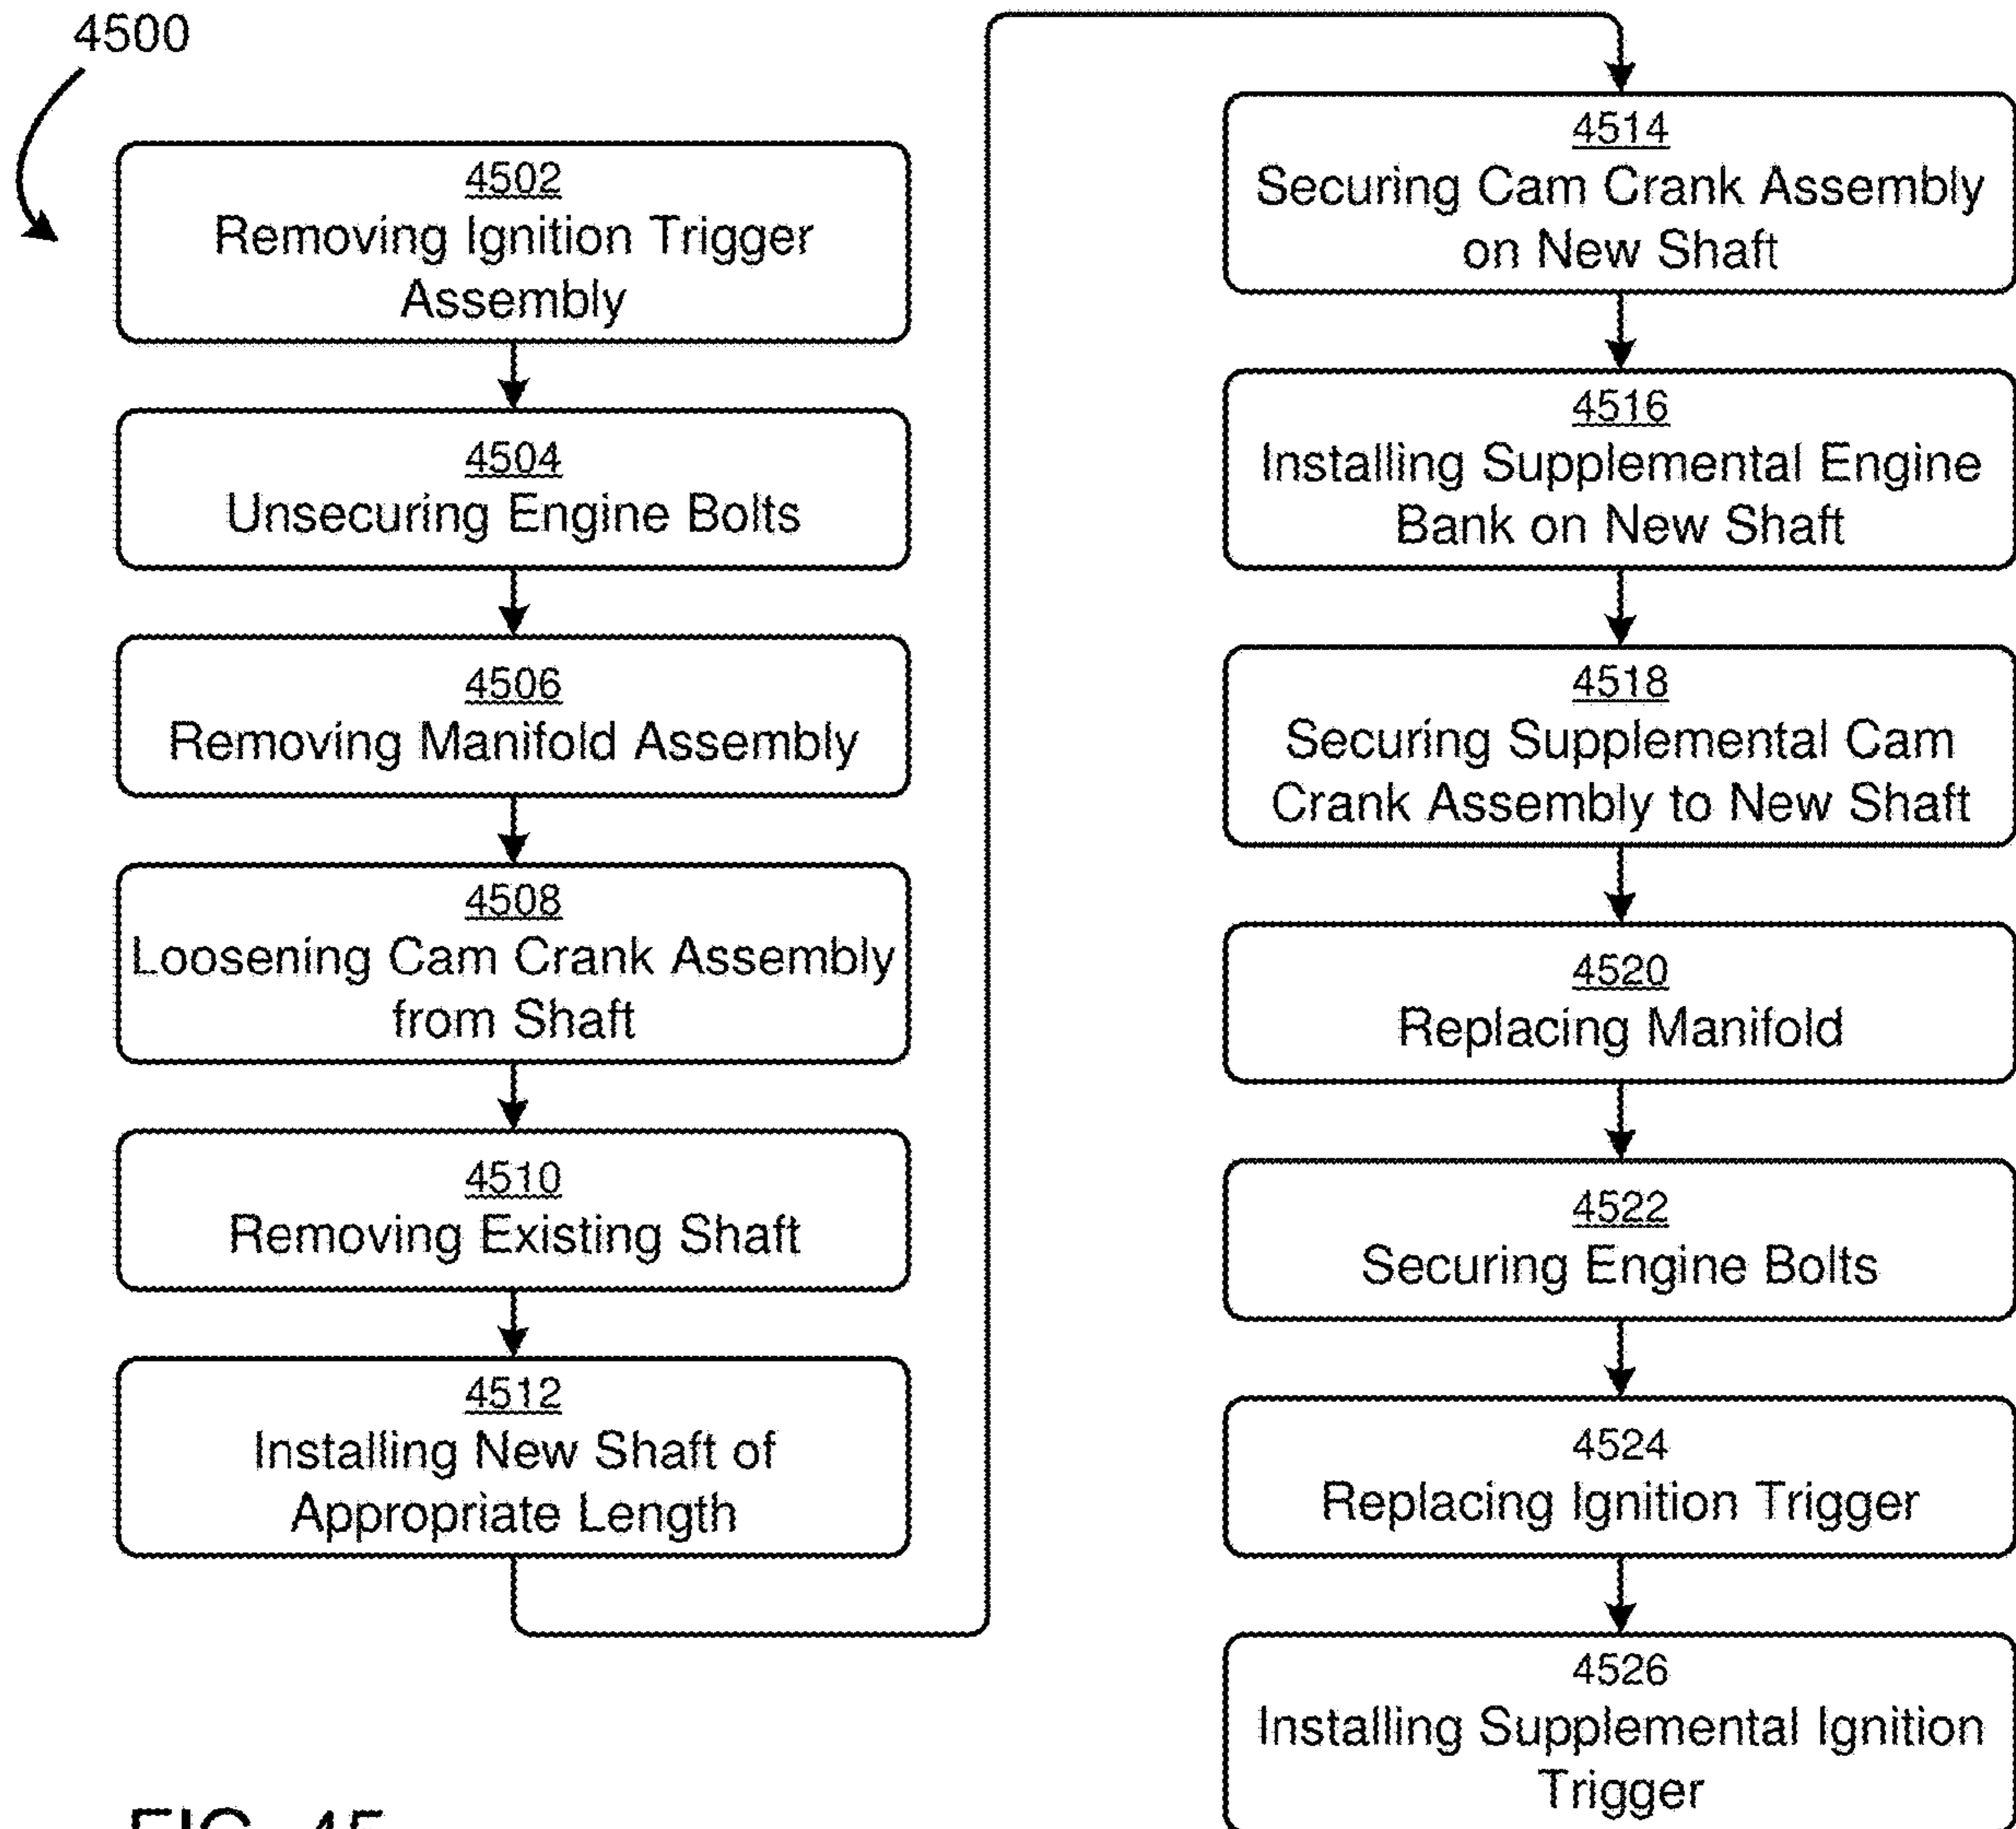 4500
4502
Removing Ignition Trigger
Assembly
4504
Unsecuring Engine Bolts
4506
Removing Manifold Assembly
4508
Loosening Cam Crank Assembly
from Shaft
4510
Removing Existing Shaft
4512
Installing New Shaft of
Appropriate Length
4514
Securing Cam Crank Assembly
on New Shaft
4516
Installing Supplemental Engine
Bank on New Shaft
4518
Securing Supplemental Cam
Crank Assembly to New Shaft
4520
Replacing Manifold
4522
Securing Engine Bolts
4524
Replacing Ignition Trigger
4526
Installing Supplemental Ignition
Trigger
FIG. 45